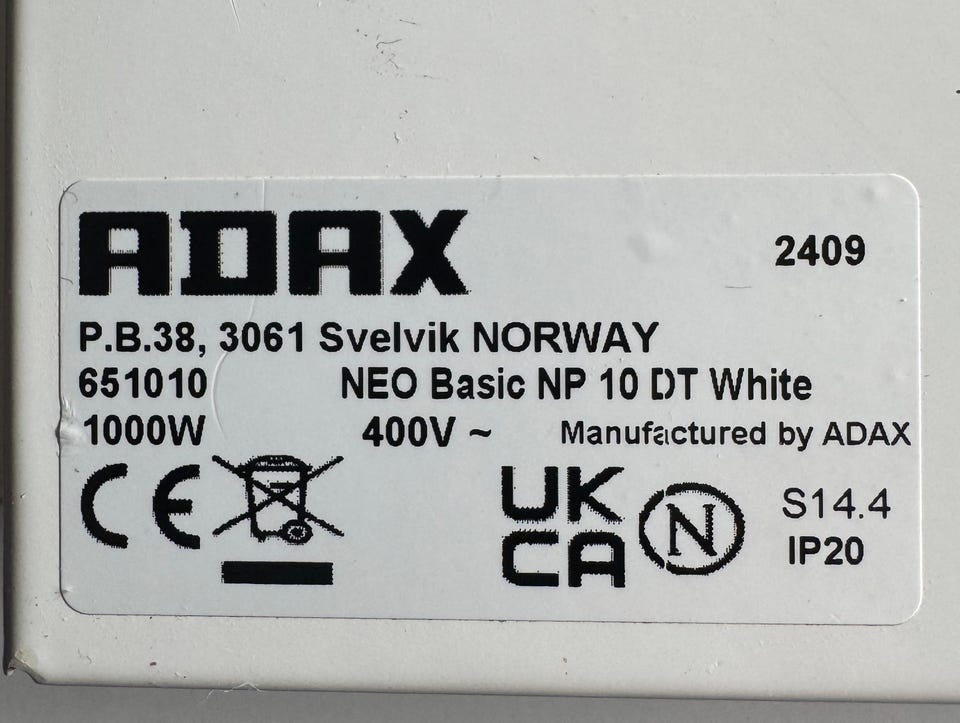 ADAX 2409
P.B.38, 3061 Svelvik NORWAY
651010 NEO Basic NP 10 DT White
1000W 400V ~ Manufactured by ADAX
CE UK CA N S14.4
IP20